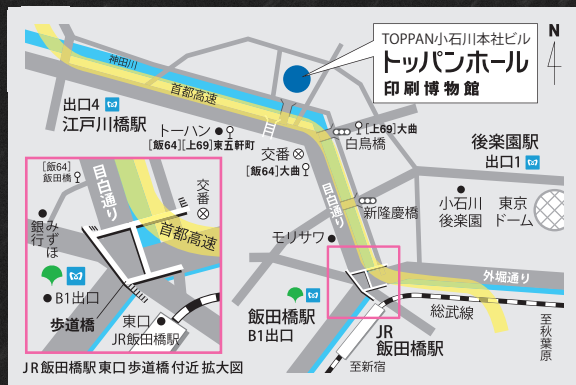 TOPPAN小石川本社ビル
トッパンホール
印刷博物館
N
神田川
首都高速
出口4
江戸川橋駅
トーハン
[飯64][上69]東五軒町
[上69]大曲
白鳥橋
交番
[飯64]大曲
後楽園駅
出口1
目白通り
新隆慶橋
小石川
後楽園
東京
ドーム
モリサワ
外堀通り
飯田橋駅
B1出口
JR
飯田橋駅
総武線
至秋葉原
至新宿
[飯64]
飯田橋
目白通り
交番
みずほ
銀行
首都高速
B1出口
歩道橋
東口
JR飯田橋駅
JR飯田橋駅東口歩道橋付近 拡大図